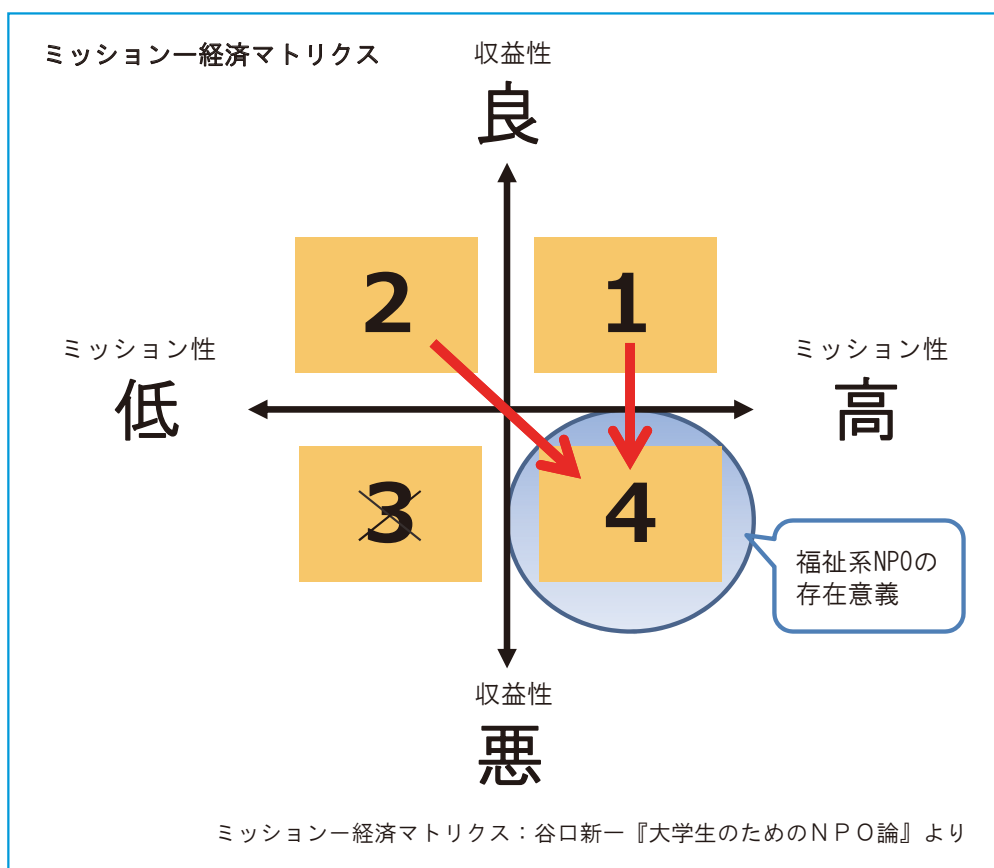 ミッションー経済マトリクス
収益性
良
2
1
ミッション性
低
ミッション性
高
3
4
福祉系NPOの
存在意義
収益性
悪
ミッションー経済マトリクス：谷口新一『大学生のためのＮＰＯ論』より